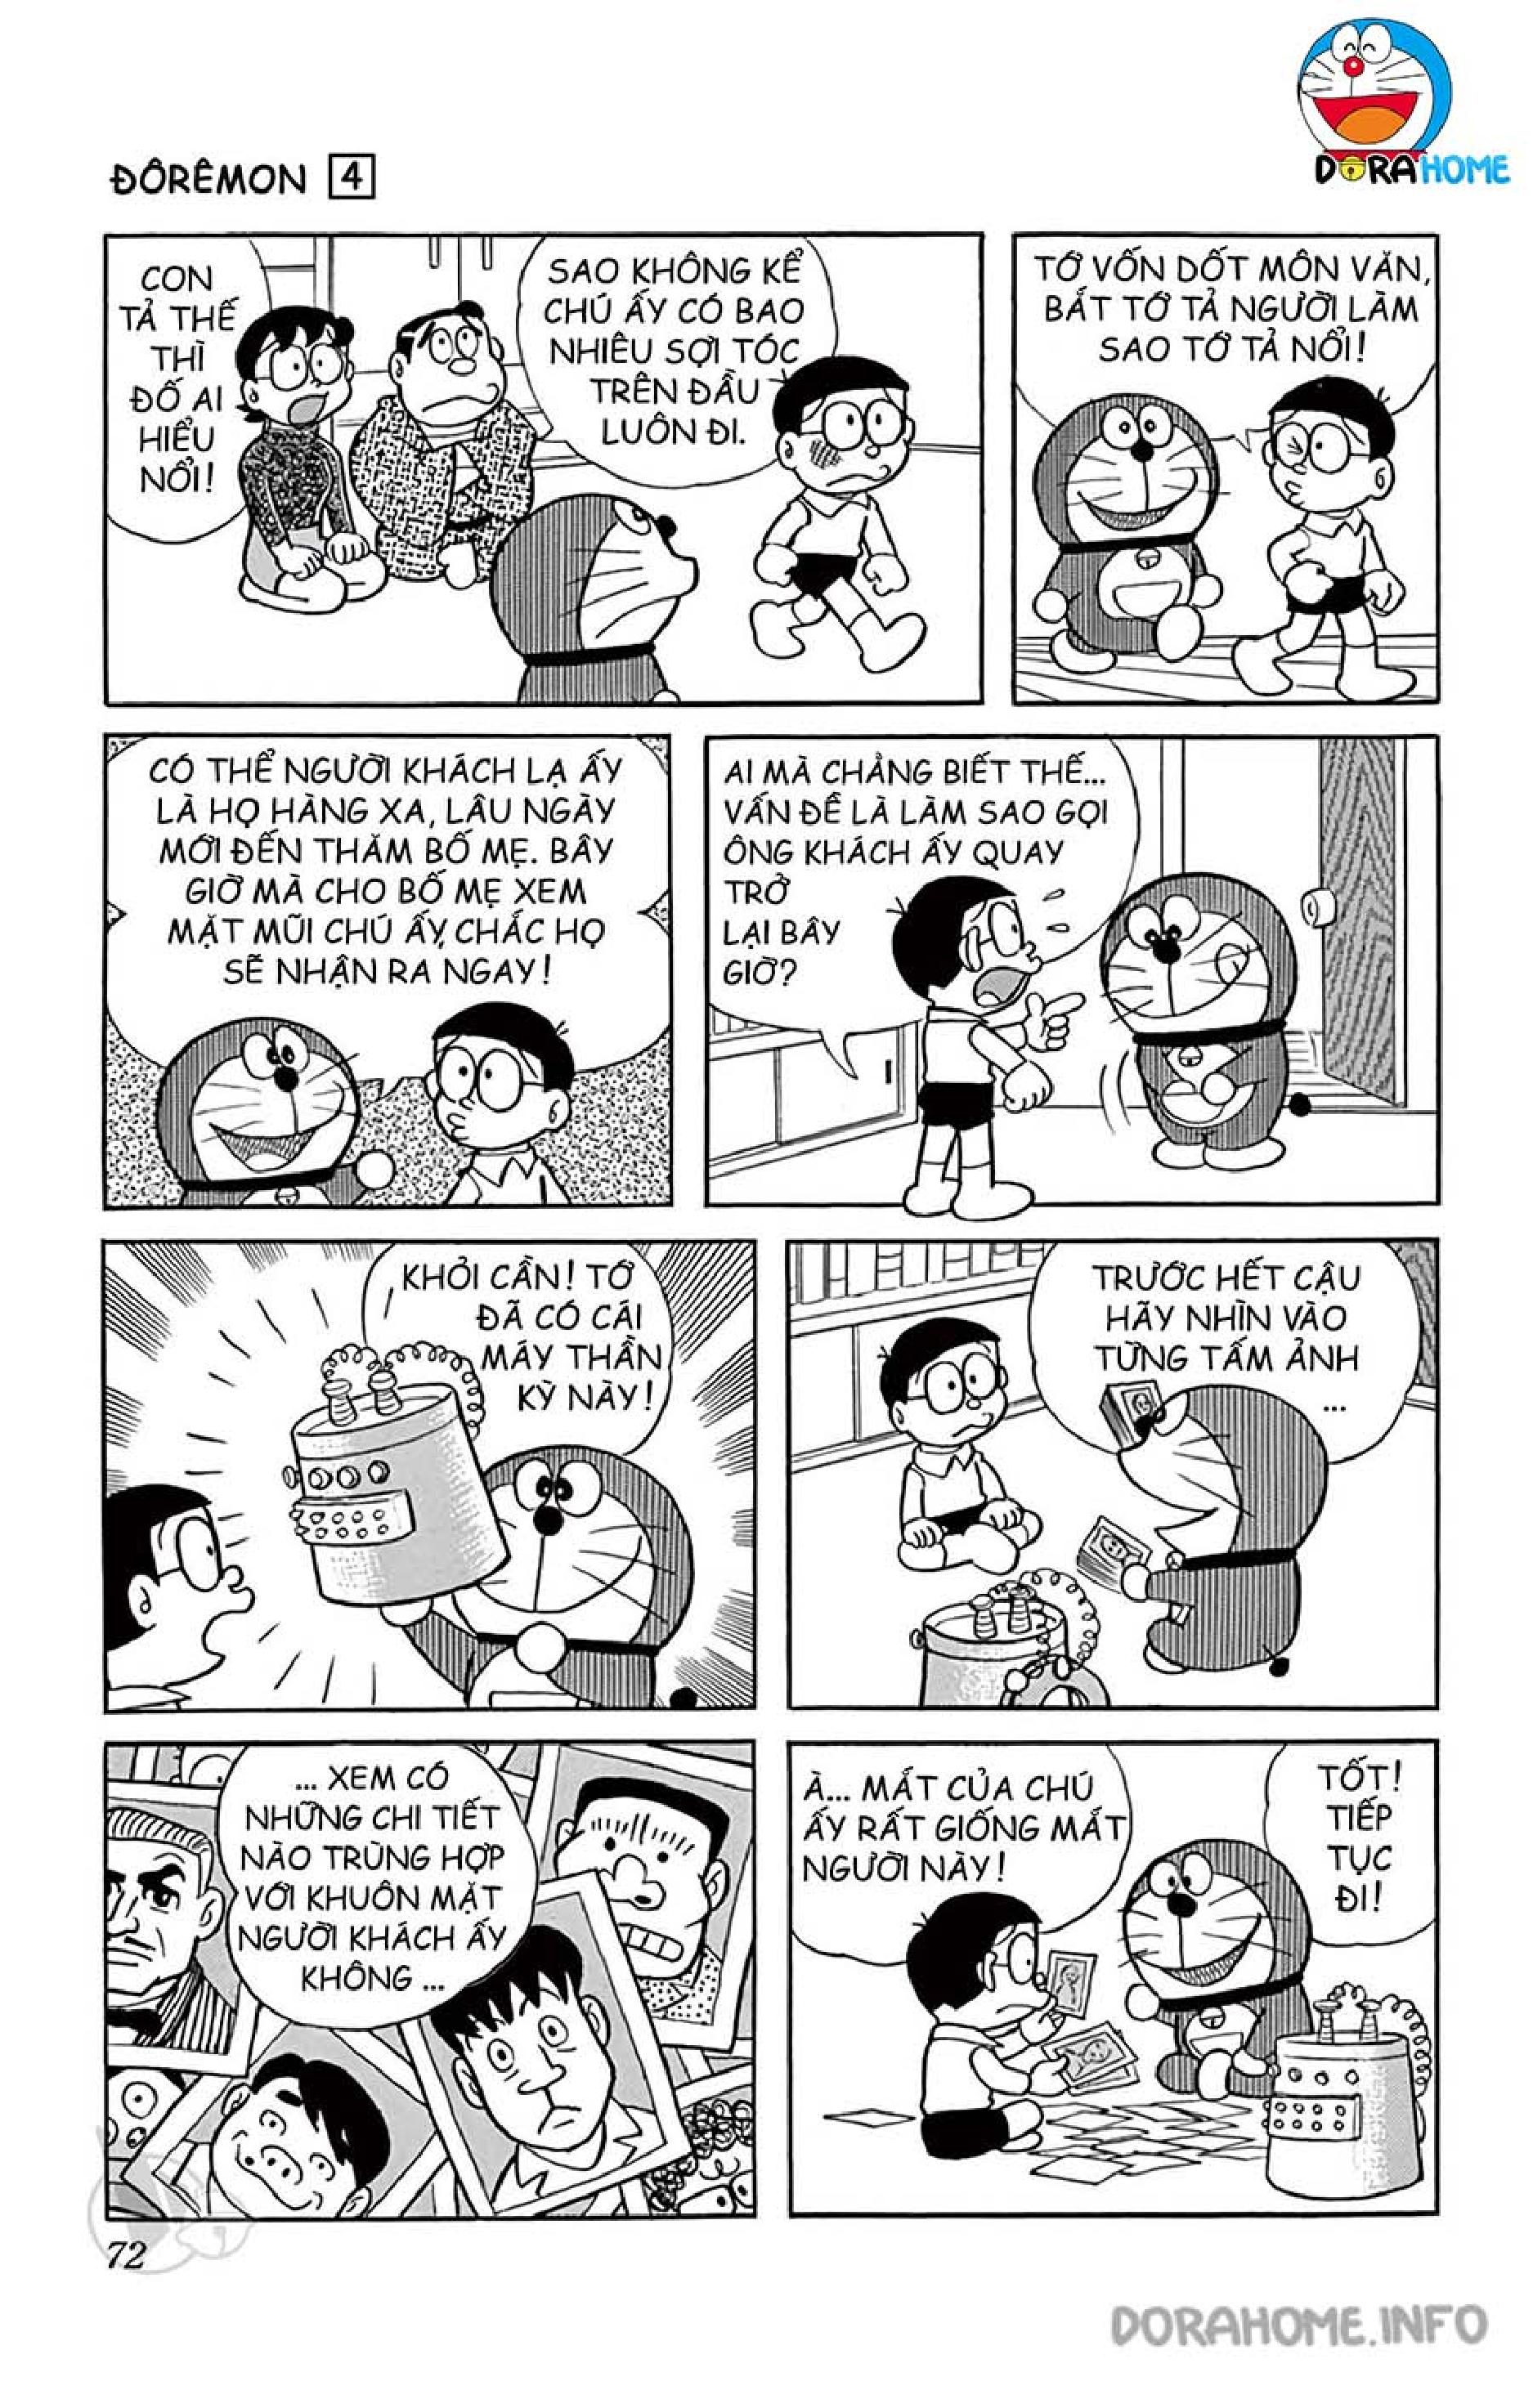 DORAHOME
ĐÔRÊMON 4
CON
TẢ THẾ
THÌ
ĐỐ AI
HIỂU
NỔI!
SAO KHÔNG KỂ
CHÚ ẤY CÓ BAO
NHIÊU SỢI TÓC
TRÊN ĐẦU
LUÔN ĐI.
TỚ VỐN DỐT MÔN VĂN,
BẮT TỚ TẢ NGƯỜI LÀM
SAO TỚ TẢ NỔI!
CÓ THỂ NGƯỜI KHÁCH LẠ ẤY
LÀ HỌ HÀNG XA, LÂU NGÀY
MỚI ĐẾN THĂM BỐ MẸ. BÂY
GIỜ MÀ CHO BỐ MẸ XEM
MẶT MŨI CHÚ ẤY, CHẮC HỌ
SẼ NHẬN RA NGAY!
AI MÀ CHẲNG BIẾT THẾ...
VẤN ĐỀ LÀ LÀM SAO GỌI
ÔNG KHÁCH ẤY QUAY
TRỞ
LẠI BÂY
GIỜ?
KHỎI CẦN! TỚ
ĐÃ CÓ CÁI
MÁY THẦN
KỲ NÀY!
TRƯỚC HẾT CẬU
HÃY NHÌN VÀO
TỪNG TẤM ẢNH
...
... XEM CÓ
NHỮNG CHI TIẾT
NÀO TRÙNG HỢP
VỚI KHUÔN MẶT
NGƯỜI KHÁCH ẤY
KHÔNG ...
À... MẮT CỦA CHÚ
ẤY RẤT GIỐNG MẮT
NGƯỜI NÀY!
TỐT!
TIẾP
TỤC
ĐI!
72
DORAHOME.INFO